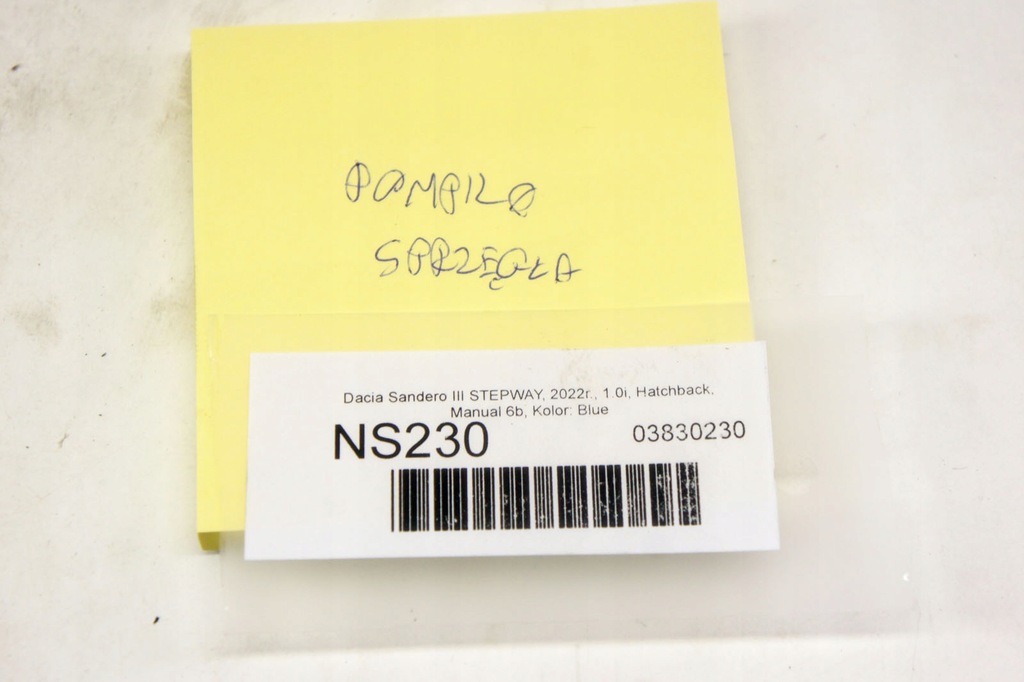 POMPKA
SPRZĘGŁA
Dacia Sandero III STEPWAY, 2022r., 1.0i, Hatchback,
Manual 6b, Kolor: Blue
NS230
03830230